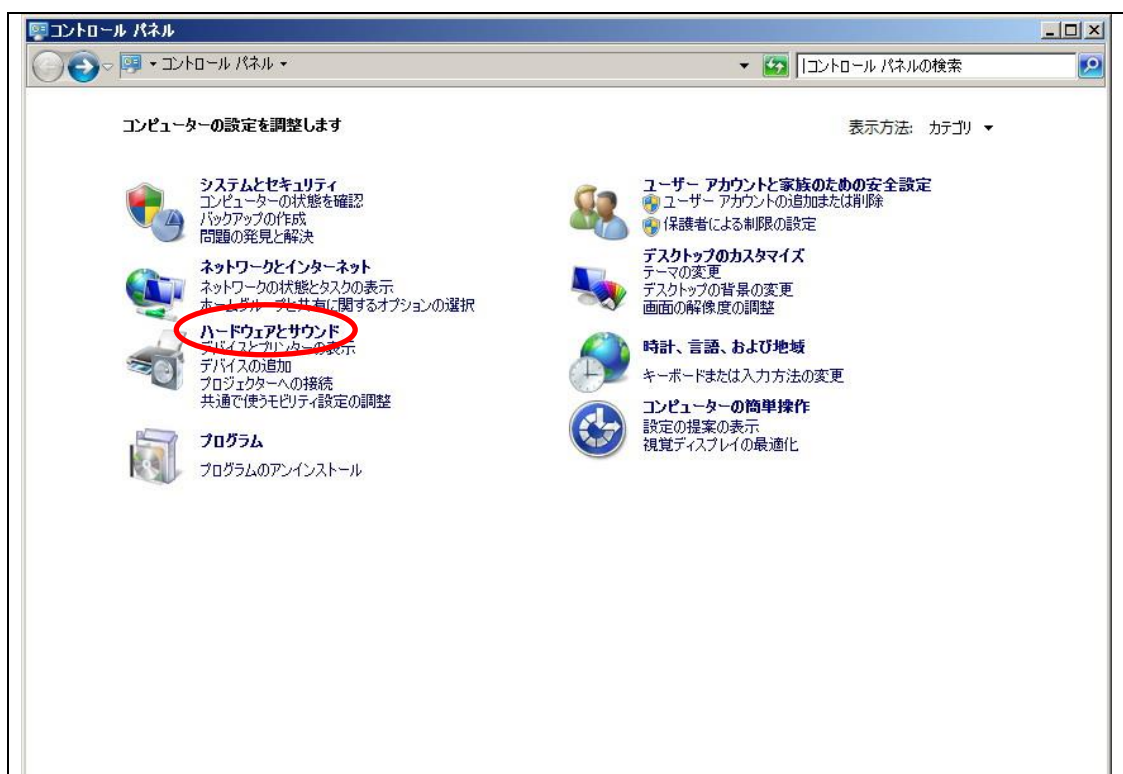 コントロール パネル
コントロール パネル
コントロール パネルの検索
コンピューターの設定を調整します
表示方法: カテゴリ
システムとセキュリティ
コンピューターの状態を確認
バックアップの作成
問題の発見と解決
ネットワークとインターネット
ネットワークの状態とタスクの表示
ホームグループと共有に関するオプションの選択
ハードウェアとサウンド
デバイスとプリンターの表示
デバイスの追加
プロジェクターへの接続
共通で使うモビリティ設定の調整
プログラム
プログラムのアンインストール
ユーザー アカウントと家族のための安全設定
ユーザー アカウントの追加または削除
保護者による制限の設定
デスクトップのカスタマイズ
テーマの変更
デスクトップの背景の変更
画面の解像度の調整
時計、言語、および地域
キーボードまたは入力方法の変更
コンピューターの簡単操作
設定の提案の表示
視覚ディスプレイの最適化